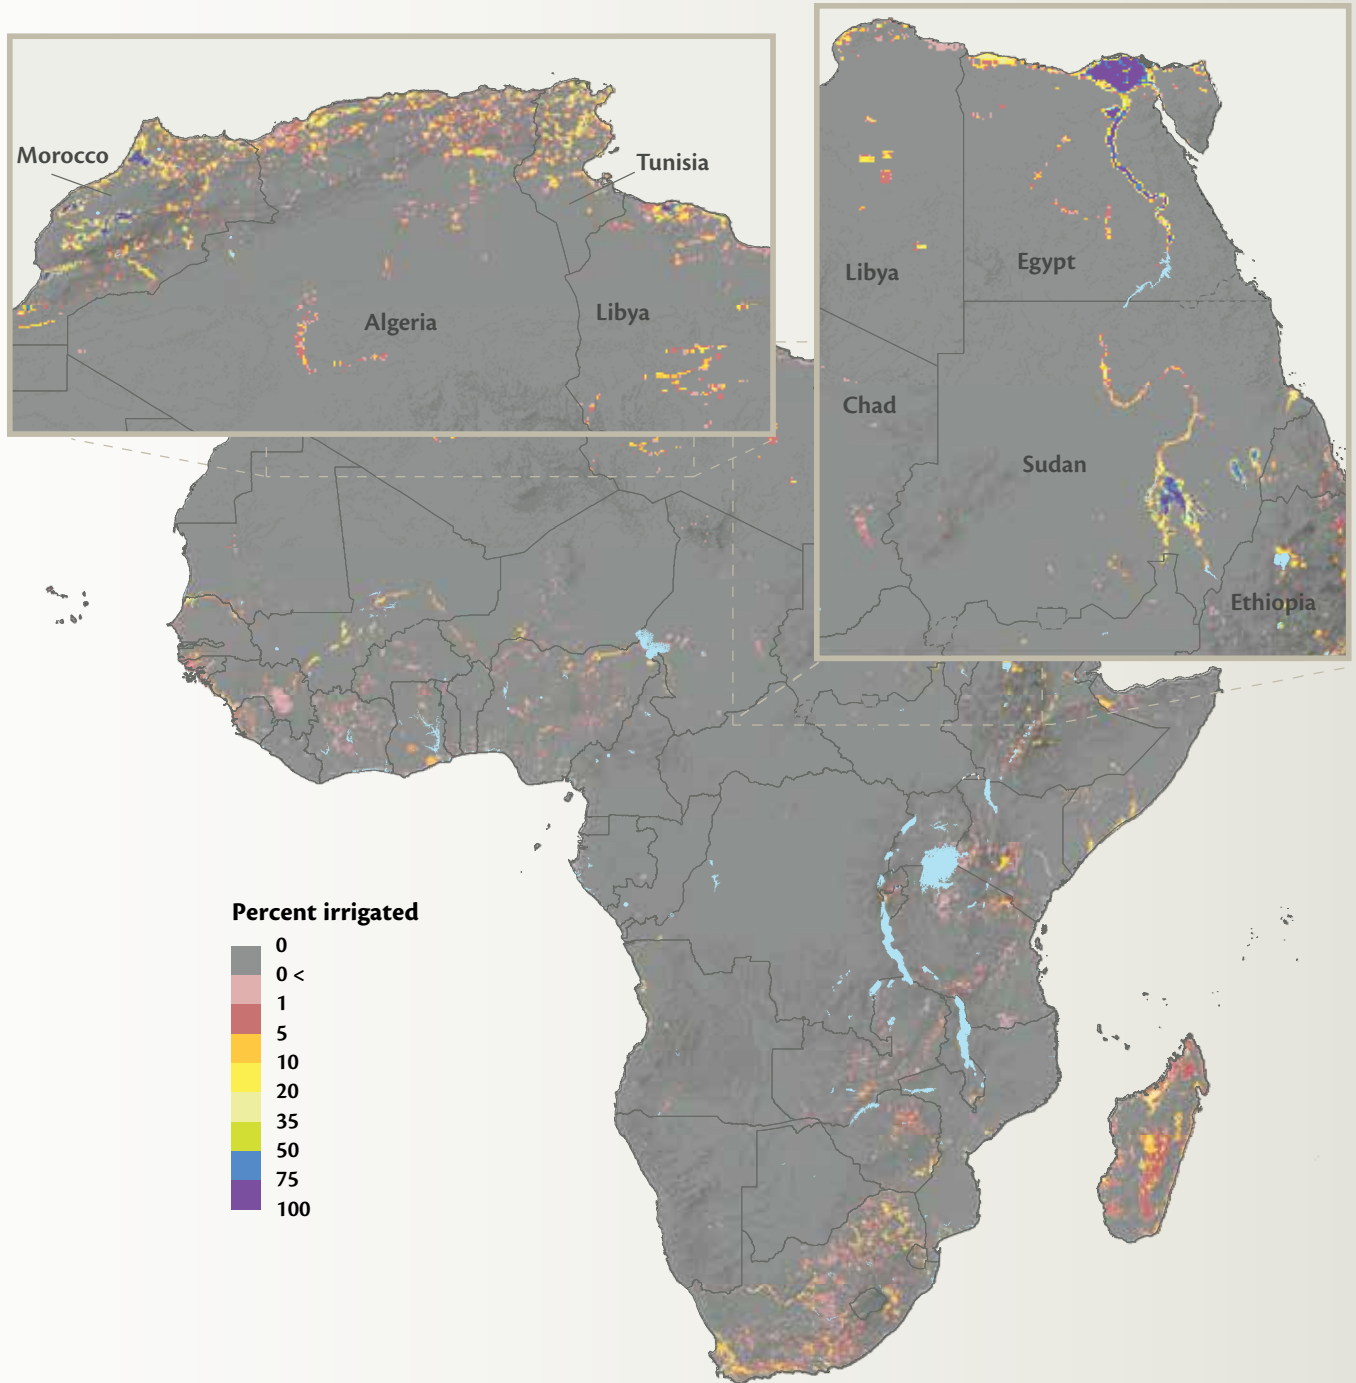 Morocco
Tunisia
Algeria
Libya
Libya
Egypt
Chad
Sudan
Ethiopia
Percent irrigated
0
0 <
1
5
10
20
35
50
75
100